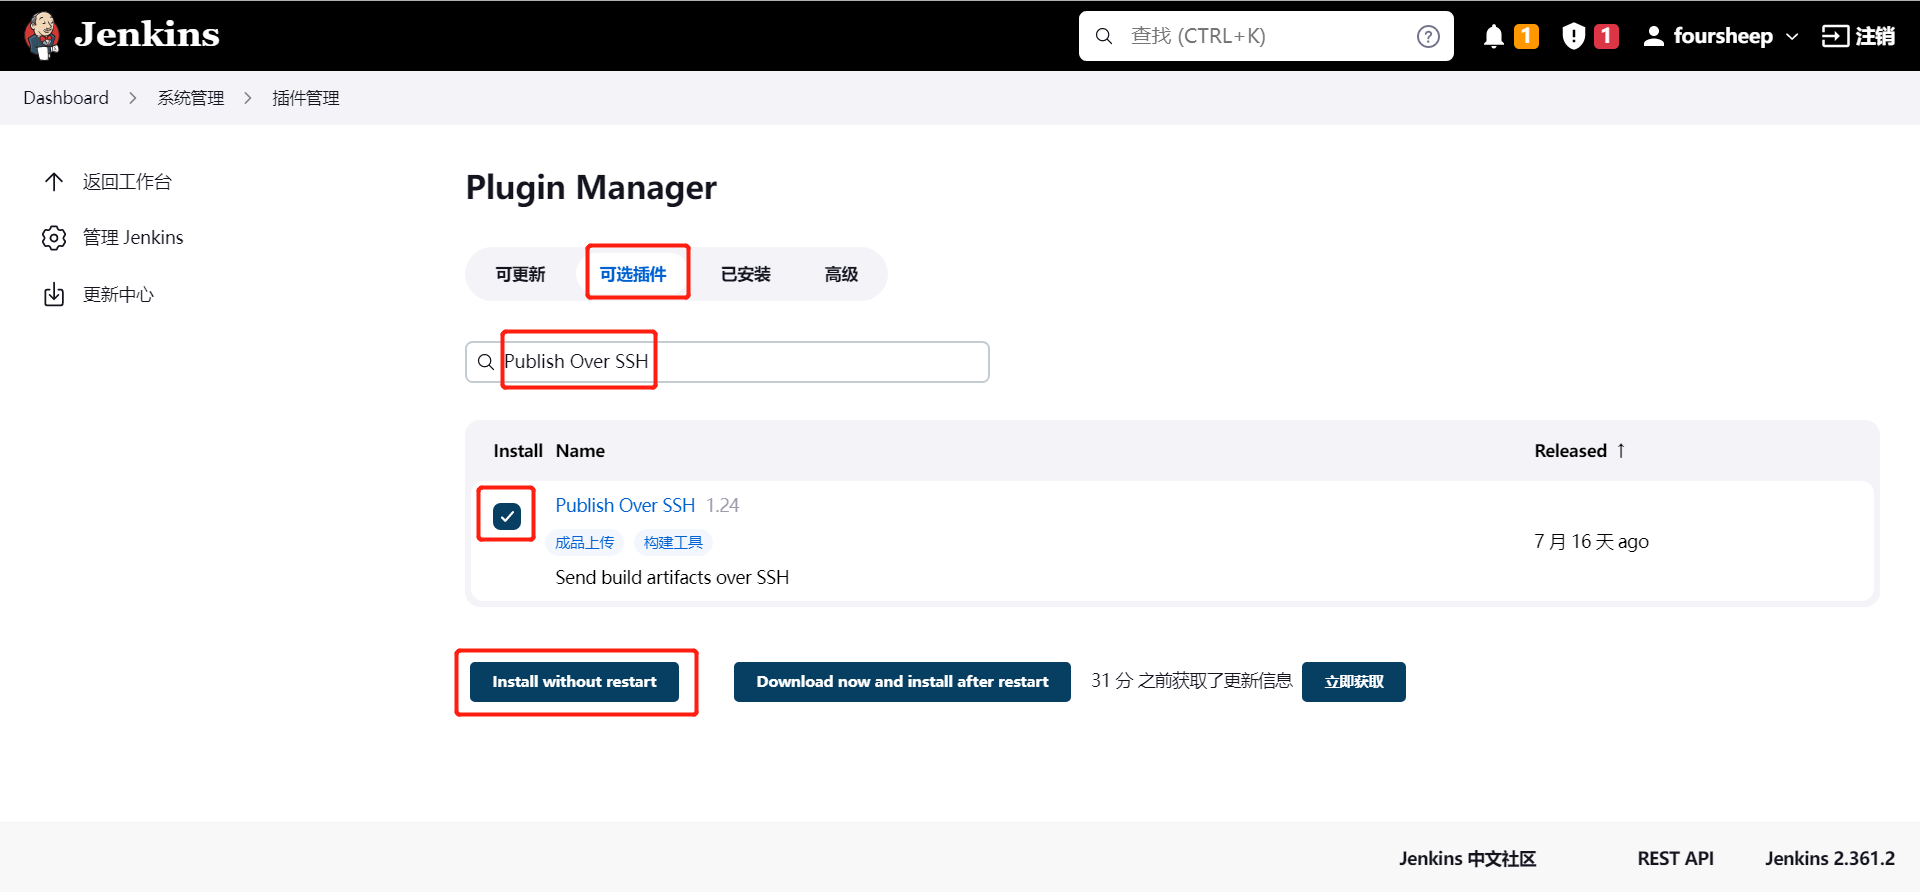 Jenkins
查找 (CTRL+K)
1
1
foursheep
注销
Dashboard
系统管理
插件管理
返回工作台
管理 Jenkins
更新中心
Plugin Manager
可更新
可选插件
已安装
高级
Publish Over SSH
Install Name Released ↑
Publish Over SSH 1.24
成品上传 构建工具
Send build artifacts over SSH
7 月 16 天 ago
Install without restart
Download now and install after restart
31 分 之前获取了更新信息
立即获取
Jenkins 中文社区
REST API
Jenkins 2.361.2